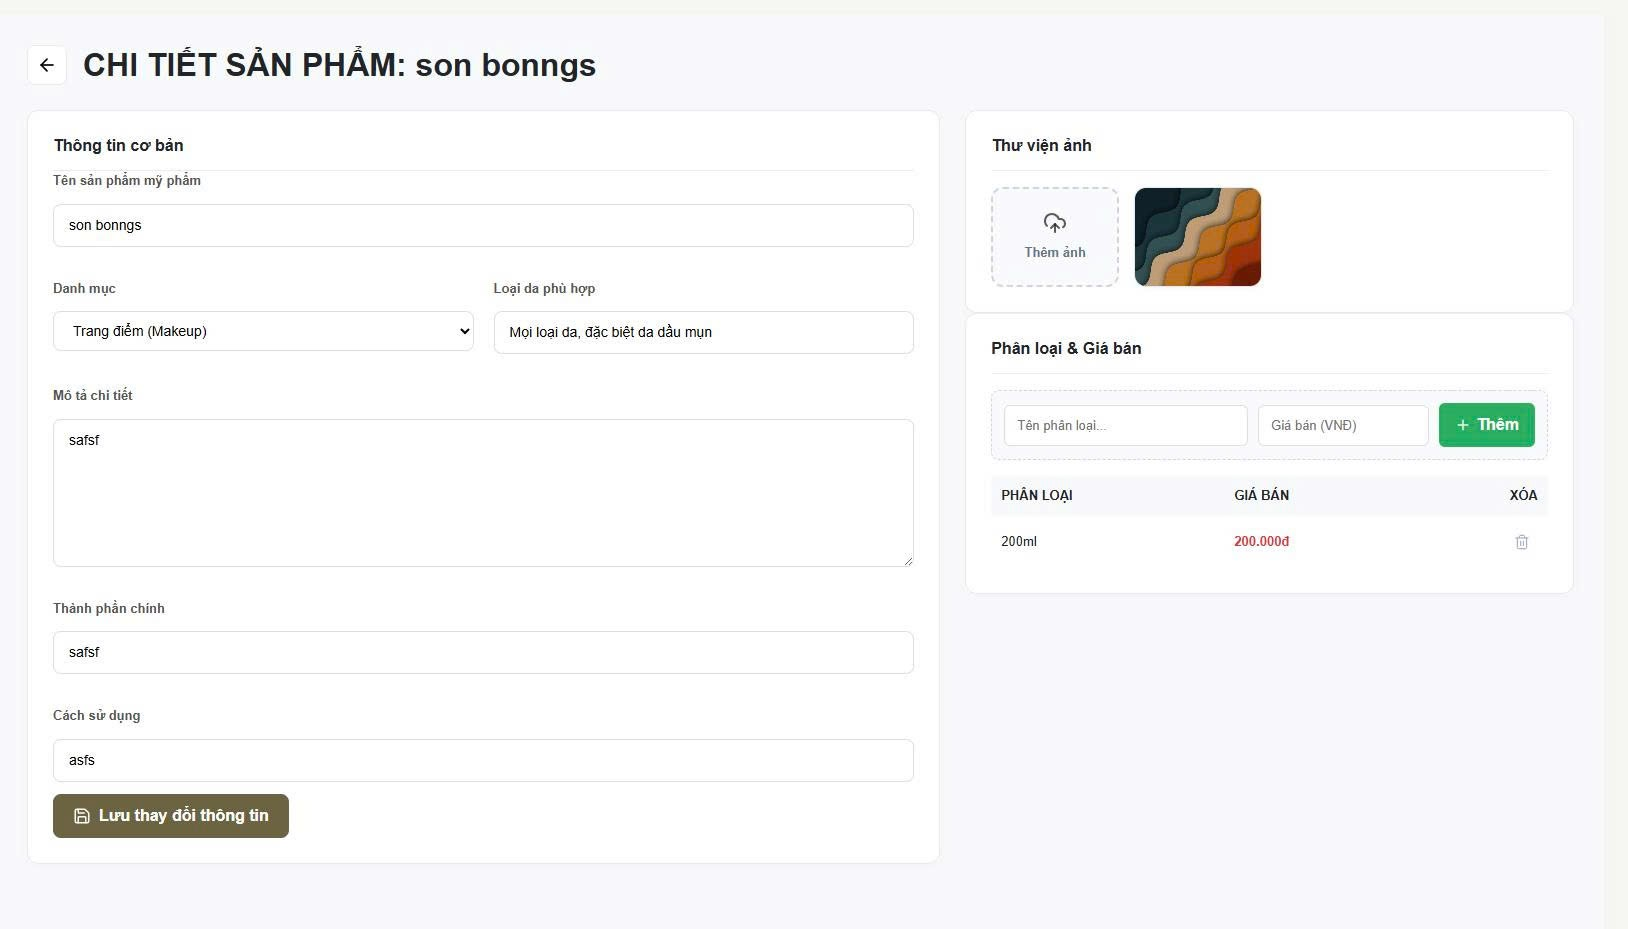 CHI TIẾT SẢN PHẨM: son bonngs
Thông tin cơ bản
Tên sản phẩm mỹ phẩm
son bonngs
Danh mục
Loại da phù hợp
Trang điểm (Makeup)
Mọi loại da, đặc biệt da dầu mụn
Mô tả chi tiết
safsf
Thành phần chính
safsf
Cách sử dụng
asfs
Lưu thay đổi thông tin
Thư viện ảnh
Thêm ảnh
Phân loại & Giá bán
Tên phân loại...
Giá bán (VNĐ)
+ Thêm
PHÂN LOẠI GIÁ BÁN XÓA
200ml 200.000đ